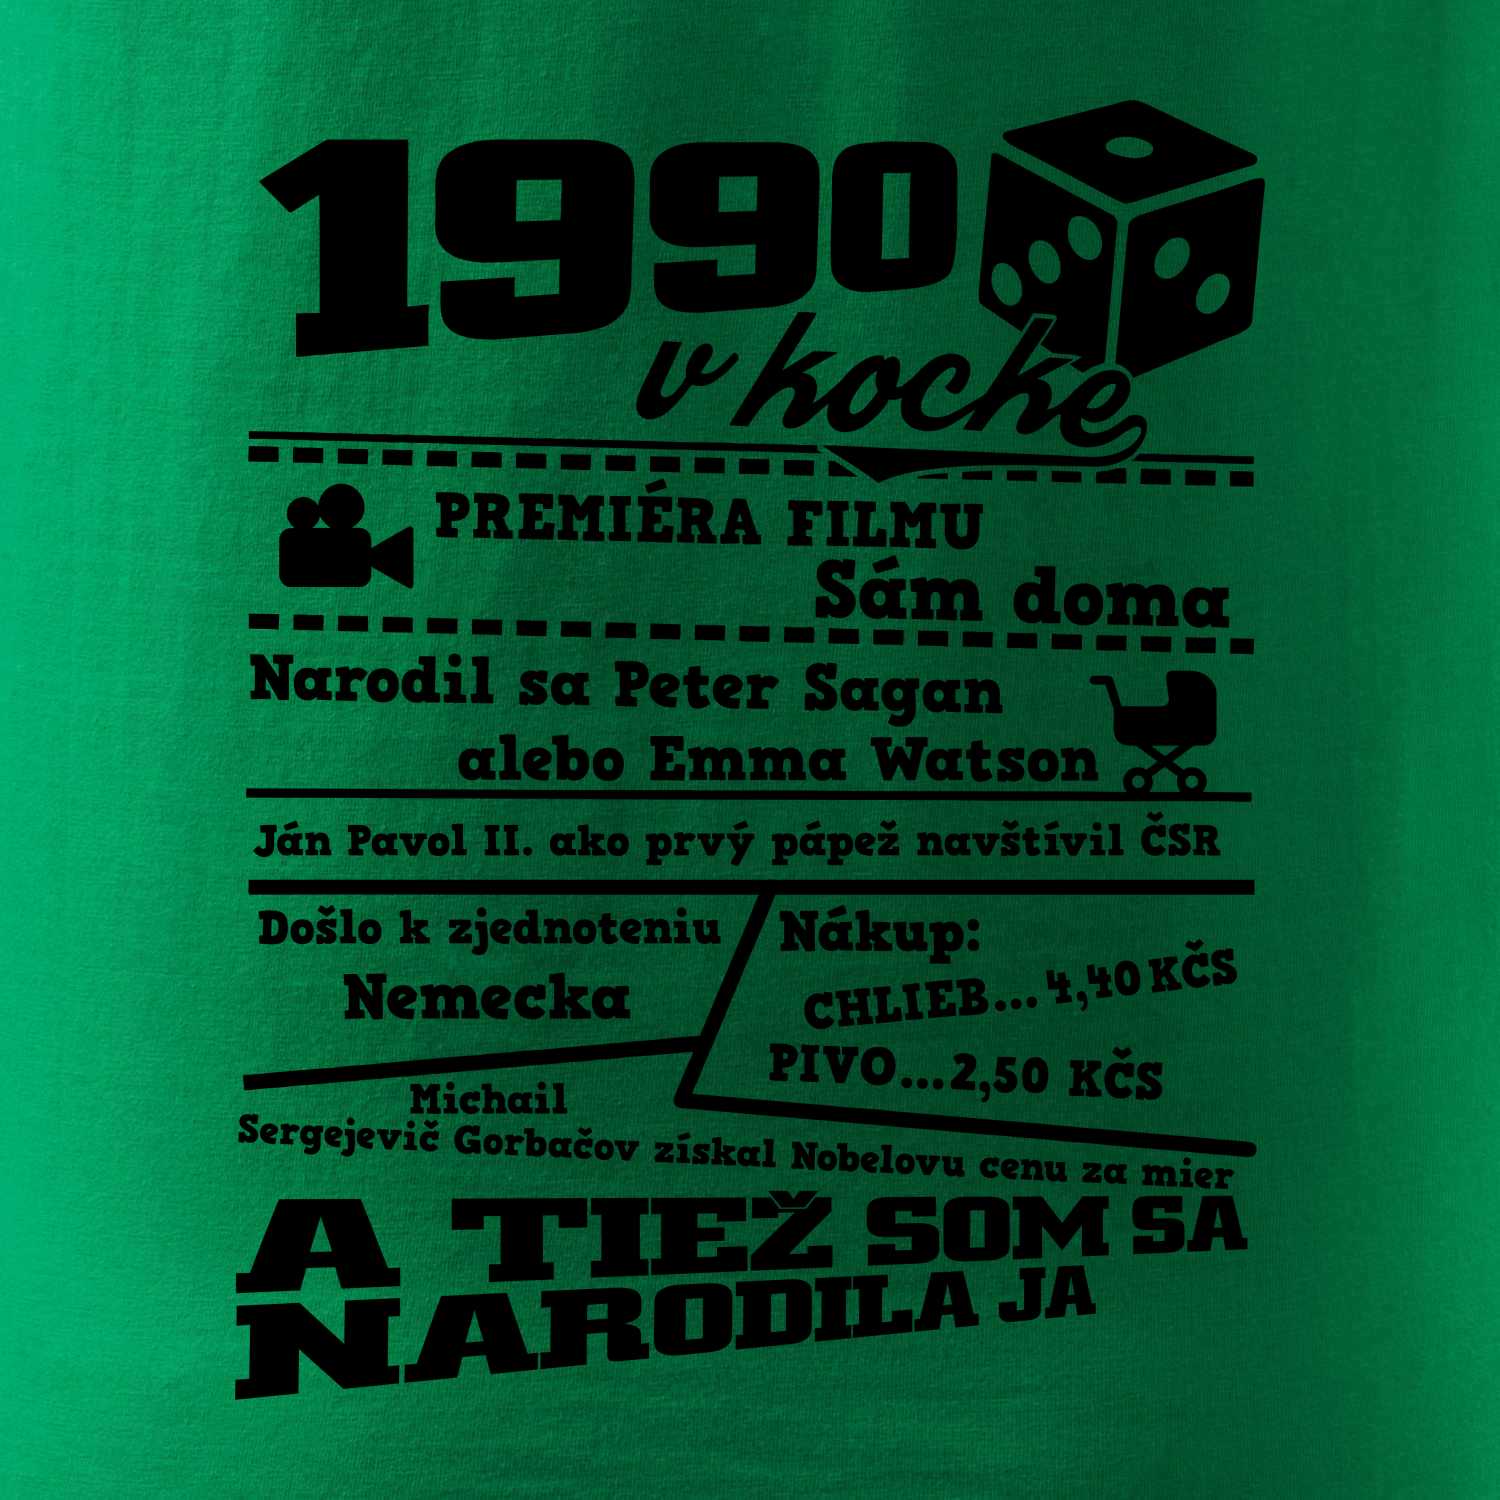 1990
v kocke
PREMIÉRA FILMU
Sám doma
Narodil sa Peter Sagan
alebo Emma Watson
Ján Pavol II. ako prvý pápež navštívil ČSR
Došlo k zjednoteniu
Nemecka
Nákup:
CHLIEB...4,40 KČS
PIVO...2,50 KČS
Michail
Sergejevič Gorbačov získal Nobelovu cenu za mier
A TIEŽ SOM SA
NARODILA JA